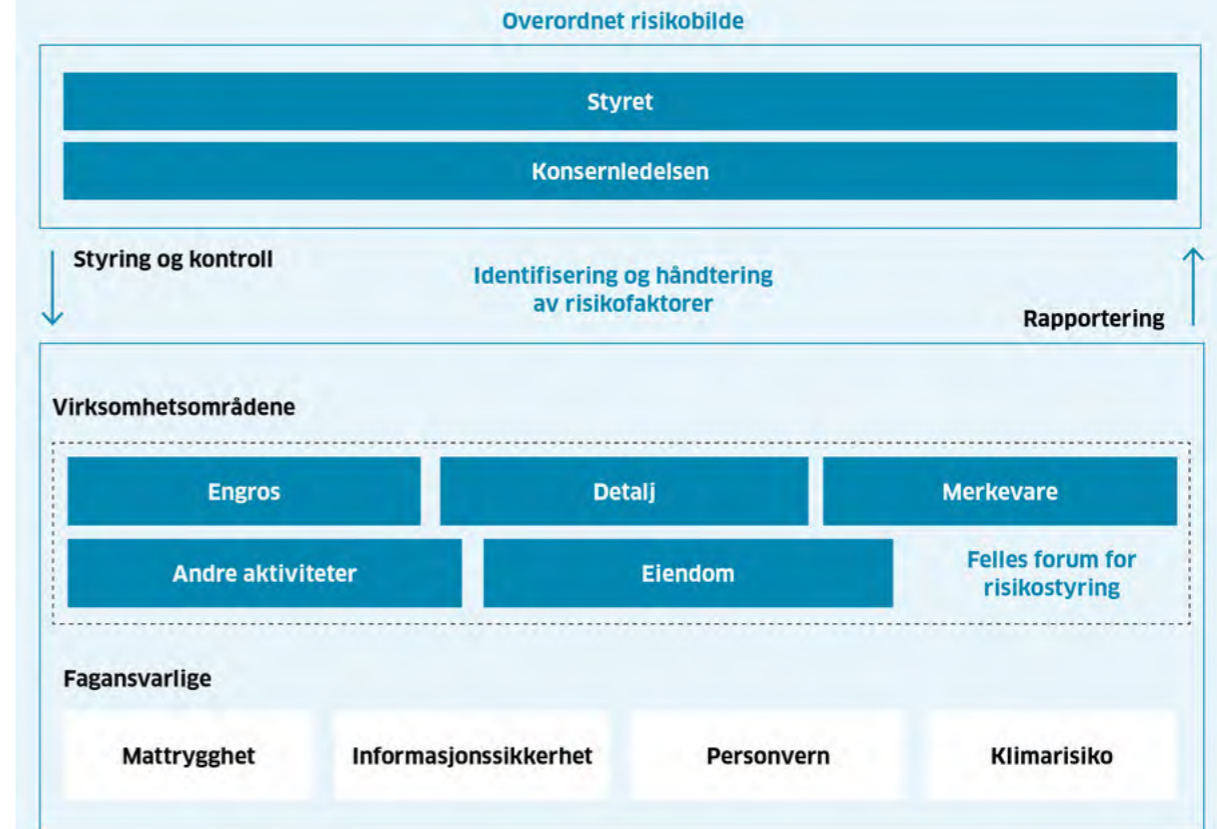 Overordnet risikobilde
Styret
Konsernledelsen
Styring og kontroll
Identifisering og håndtering
av risikofaktorer
Rapportering
Virksomhetsområdene
Engros
Detalj
Merkevare
Andre aktiviteter
Eiendom
Felles forum for
risikostyring
Fagansvarlige
Mattrygghet
Informasjonssikkerhet
Personvern
Klimarisiko